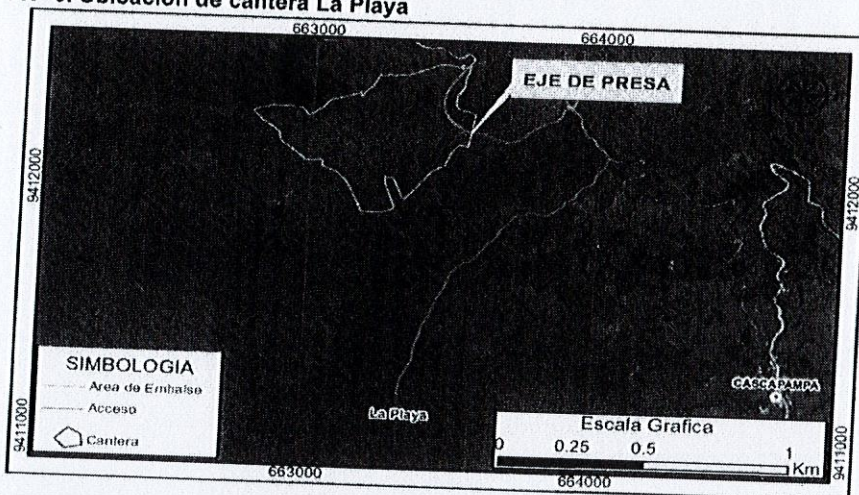 Ubicación de cantera La Playa
663000
664000
EJE DE PRESA
9412000
9412000
SIMBOLOGIA
Area de Embalse
Acceso
Cantera
La Playa
CASCAPAMPA
Escala Grafica
0 0.25 0.5 1
Km
9411000
9411000
663000
664000